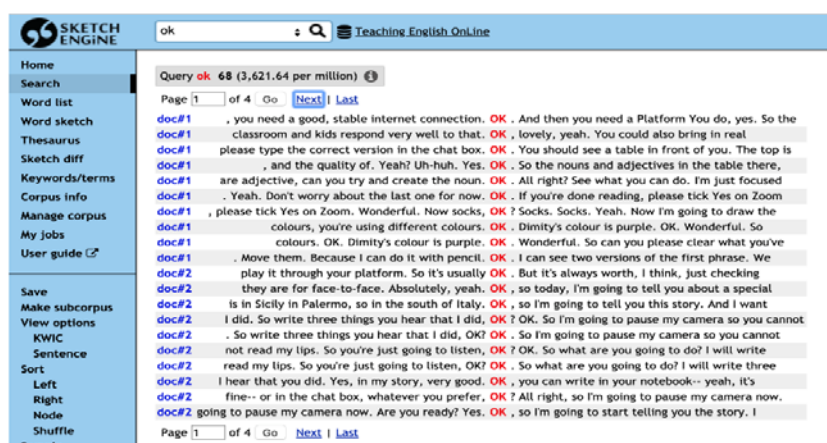 SKETCH
ENGINE
ok
Teaching English OnLine
Home
Search
Word list
Word sketch
Thesaurus
Sketch diff
Keywords/terms
Corpus info
Manage corpus
My jobs
User guide
Save
Make subcorpus
View options
KWIC
Sentence
Sort
Left
Right
Node
Shuffle
Query ok 68 (3,621.64 per million)
Page 1 of 4 Go Next | Last
doc#1 , you need a good, stable internet connection. OK . And then you need a Platform You do, yes. So the
doc#1 classroom and kids respond very well to that. OK . , lovely, yeah. You could also bring in real
doc#1 please type the correct version in the chat box. OK . You should see a table in front of you. The top is
doc#1 , and the quality of. Yeah? Uh-huh. Yes. OK . So the nouns and adjectives in the table there,
doc#1 are adjective, can you try and create the noun. OK . All right? See what you can do. I'm just focused
doc#1 . Yeah. Don't worry about the last one for now. OK . If you're done reading, please tick Yes on Zoom
doc#1 , please tick Yes on Zoom. Wonderful. Now socks, OK ? Socks. Socks. Yeah. Now I'm going to draw the
doc#1 colours, you're using different colours. OK . Dimity's colour is purple. OK. Wonderful. So
doc#1 colours. OK. Dimity's colour is purple. OK . Wonderful. So can you please clear what you've
doc#1 . Move them. Because I can do it with pencil. OK . I can see two versions of the first phrase. We
doc#2 play it through your platform. So it's usually OK . But it's always worth, I think, just checking
doc#2 they are for face-to-face. Absolutely, yeah. OK , so today, I'm going to tell you about a special
doc#2 is in Sicily in Palermo, so in the south of Italy. OK , so I'm going to tell you this story. And I want
doc#2 I did. So write three things you hear that I did, OK ? OK. So I'm going to pause my camera so you cannot
doc#2 . So write three things you hear that I did, OK? OK . So I'm going to pause my camera so you cannot
doc#2 not read my lips. So you're just going to listen, OK ? OK. So what are you going to do? I will write
doc#2 read my lips. So you're just going to listen, OK? OK . So what are you going to do? I will write three
doc#2 I hear that you did. Yes, in my story, very good. OK , you can write in your notebook-- yeah, it's
doc#2 fine-- or in the chat box, whatever you prefer, OK ? All right, so I'm going to pause my camera now.
doc#2 going to pause my camera now. Are you ready? Yes. OK , so I'm going to start telling you the story. I
Page 1 of 4 Go Next | Last